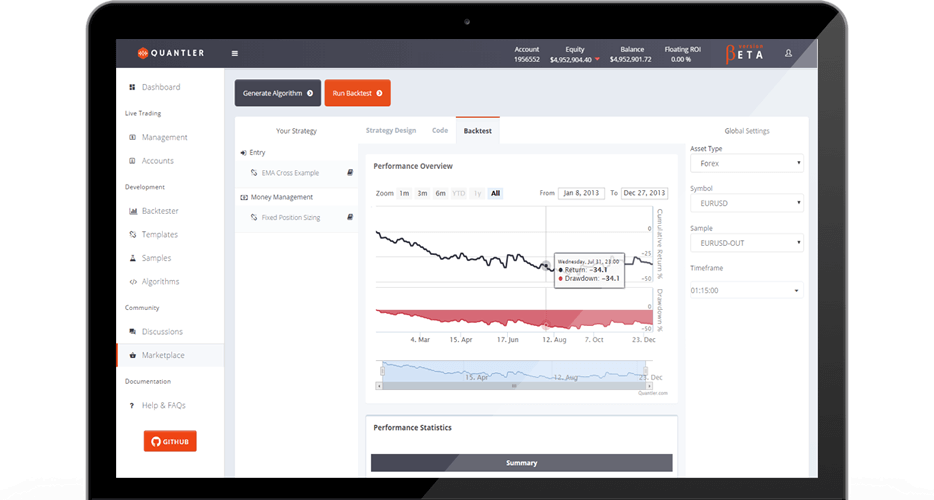 QUANTLER
Account
1956552
Equity
$4,952,904.40
Balance
$4,952,901.72
Floating ROI
0.00 %
version
βETA
Dashboard
Live Trading
Management
Accounts
Development
Backtester
Templates
Samples
Algorithms
Community
Discussions
Marketplace
Documentation
Help & FAQs
GITHUB
Generate Algorithm
Run Backtest
Your Strategy
Entry
EMA Cross Example
Money Management
Fixed Position Sizing
Strategy Design
Code
Backtest
Performance Overview
Zoom 1m 3m 6m YTD 1y All
From Jan 8, 2013 To Dec 27, 2013
Cumulative Return %
0
-25
-50
Wednesday, Jul 31, 23:00
Return: -34.1
Drawdown: -34.1
Drawdown %
0
-50
4. Mar 15. Apr 17. Jun 12. Aug 7. Oct 23. Dec
15. Apr 12. Aug 23. Dec
Quantler.com
Performance Statistics
Summary
Global Settings
Asset Type
Forex
Symbol
EURUSD
Sample
EURUSD-OUT
Timeframe
01:15:00